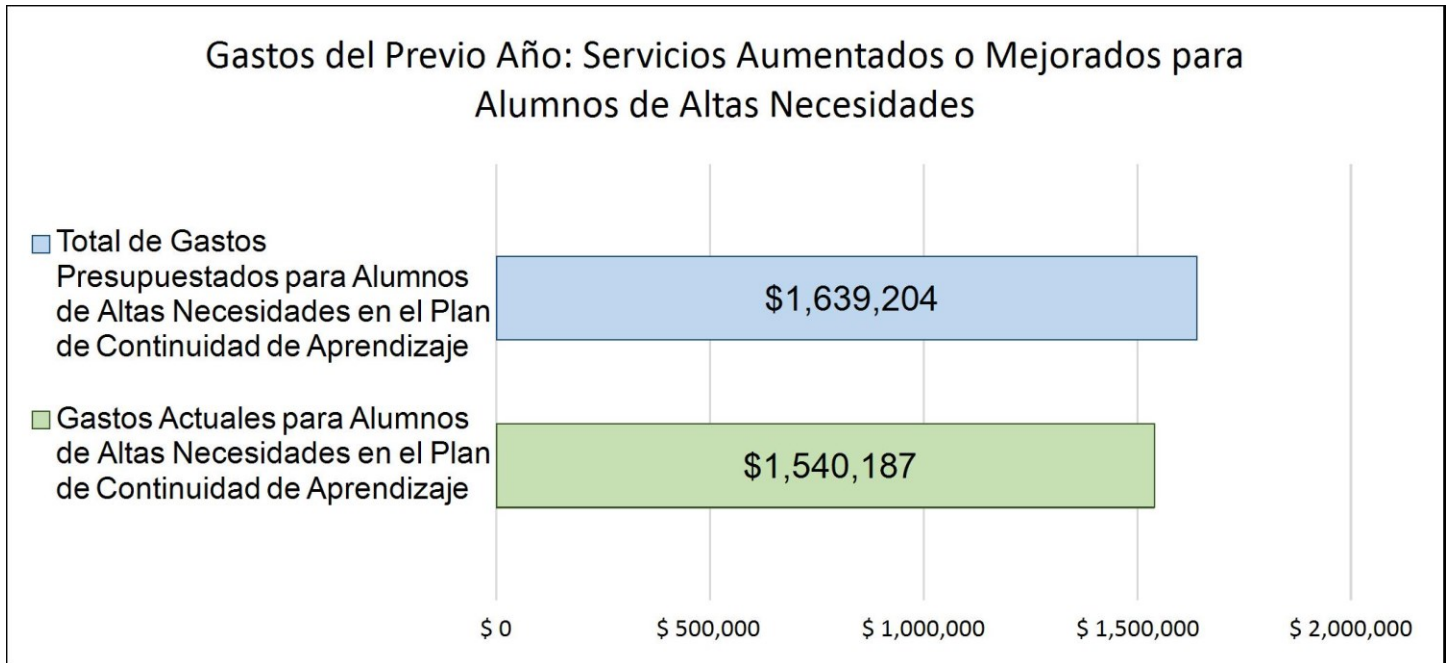 Gastos del Previo Año: Servicios Aumentados o Mejorados para
Alumnos de Altas Necesidades
Total de Gastos
Presupuestados para Alumnos
de Altas Necesidades en el Plan
de Continuidad de Aprendizaje
$1,639,204
Gastos Actuales para Alumnos
de Altas Necesidades en el Plan
de Continuidad de Aprendizaje
$1,540,187
$ 0 $ 500,000 $ 1,000,000 $ 1,500,000 $ 2,000,000